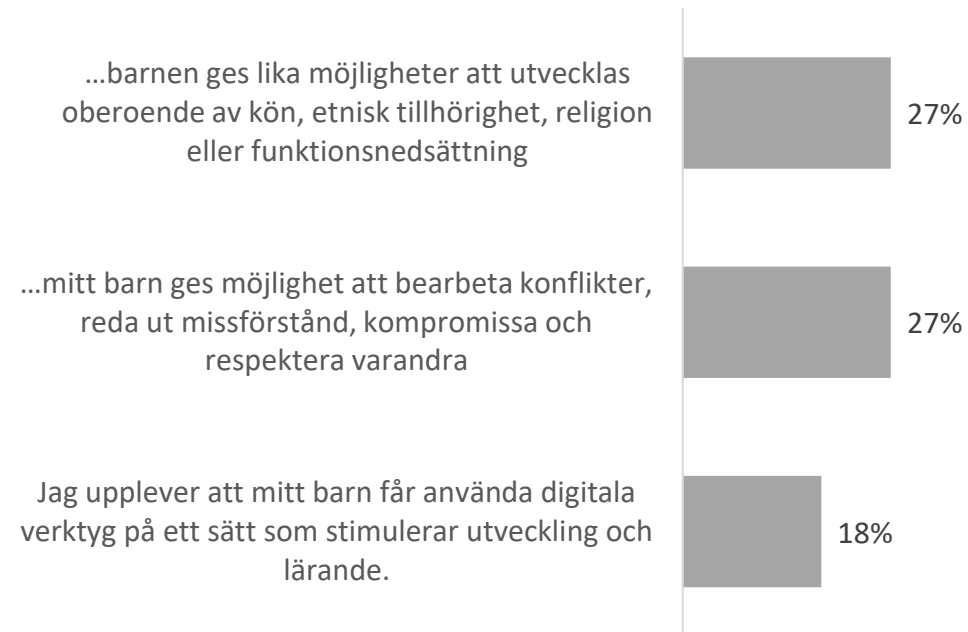 ...barnen ges lika möjligheter att utvecklas
oberoende av kön, etnisk tillhörighet, religion
eller funktionsnedsättning
27%
...mitt barn ges möjlighet att bearbeta konflikter,
reda ut missförstånd, kompromissa och
respektera varandra
27%
Jag upplever att mitt barn får använda digitala
verktyg på ett sätt som stimulerar utveckling och
lärande.
18%